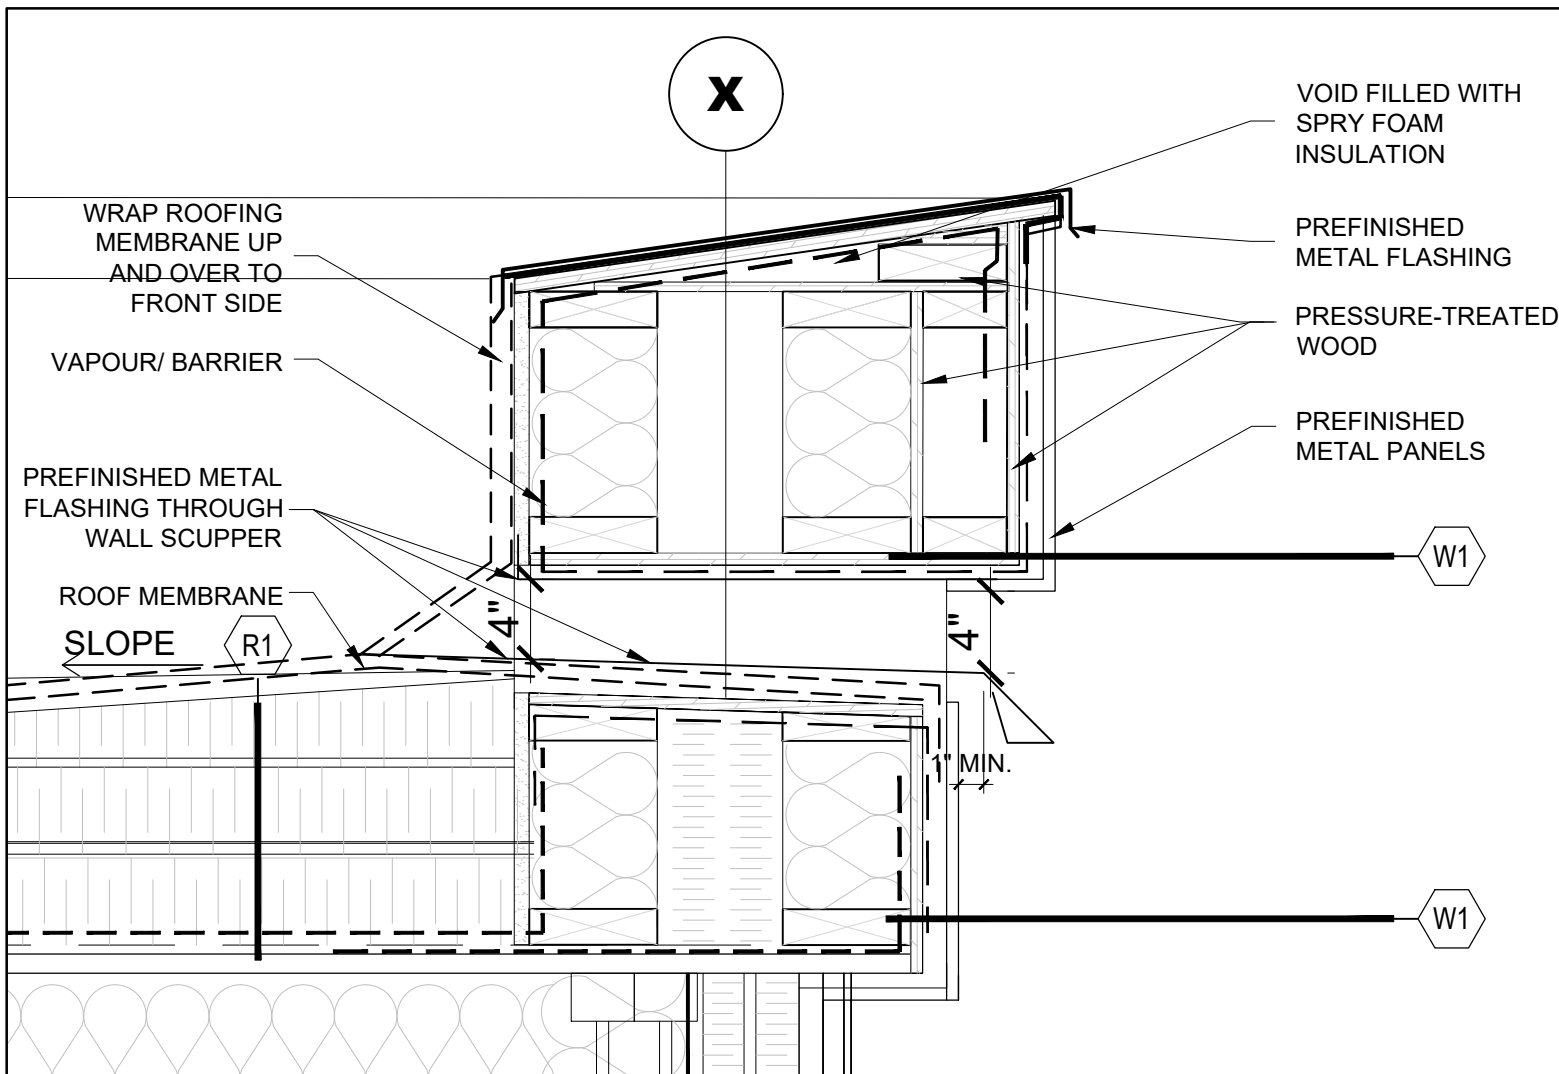 X
VOID FILLED WITH
SPRY FOAM
INSULATION
WRAP ROOFING
MEMBRANE UP
AND OVER TO
FRONT SIDE
PREFINISHED
METAL FLASHING
PRESSURE-TREATED
WOOD
VAPOUR/ BARRIER
PREFINISHED
METAL PANELS
PREFINISHED METAL
FLASHING THROUGH
WALL SCUPPER
W1
ROOF MEMBRANE
SLOPE
R1
4"
4"
1" MIN.
W1